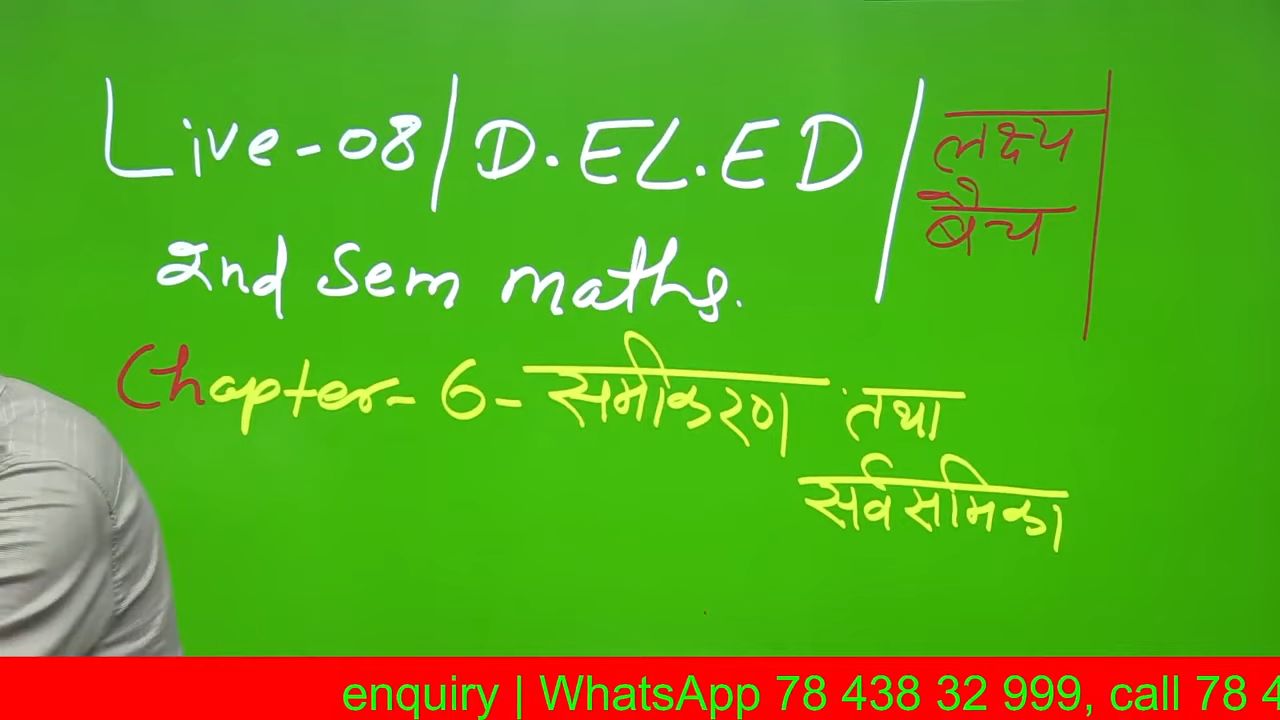 Live-08 | D.EL.ED | लक्ष्य बैच
2nd Sem maths.
Chapter-6-समीकरण तथा
सर्वसमिका
enquiry | WhatsApp 78 438 32 999, call 78 4